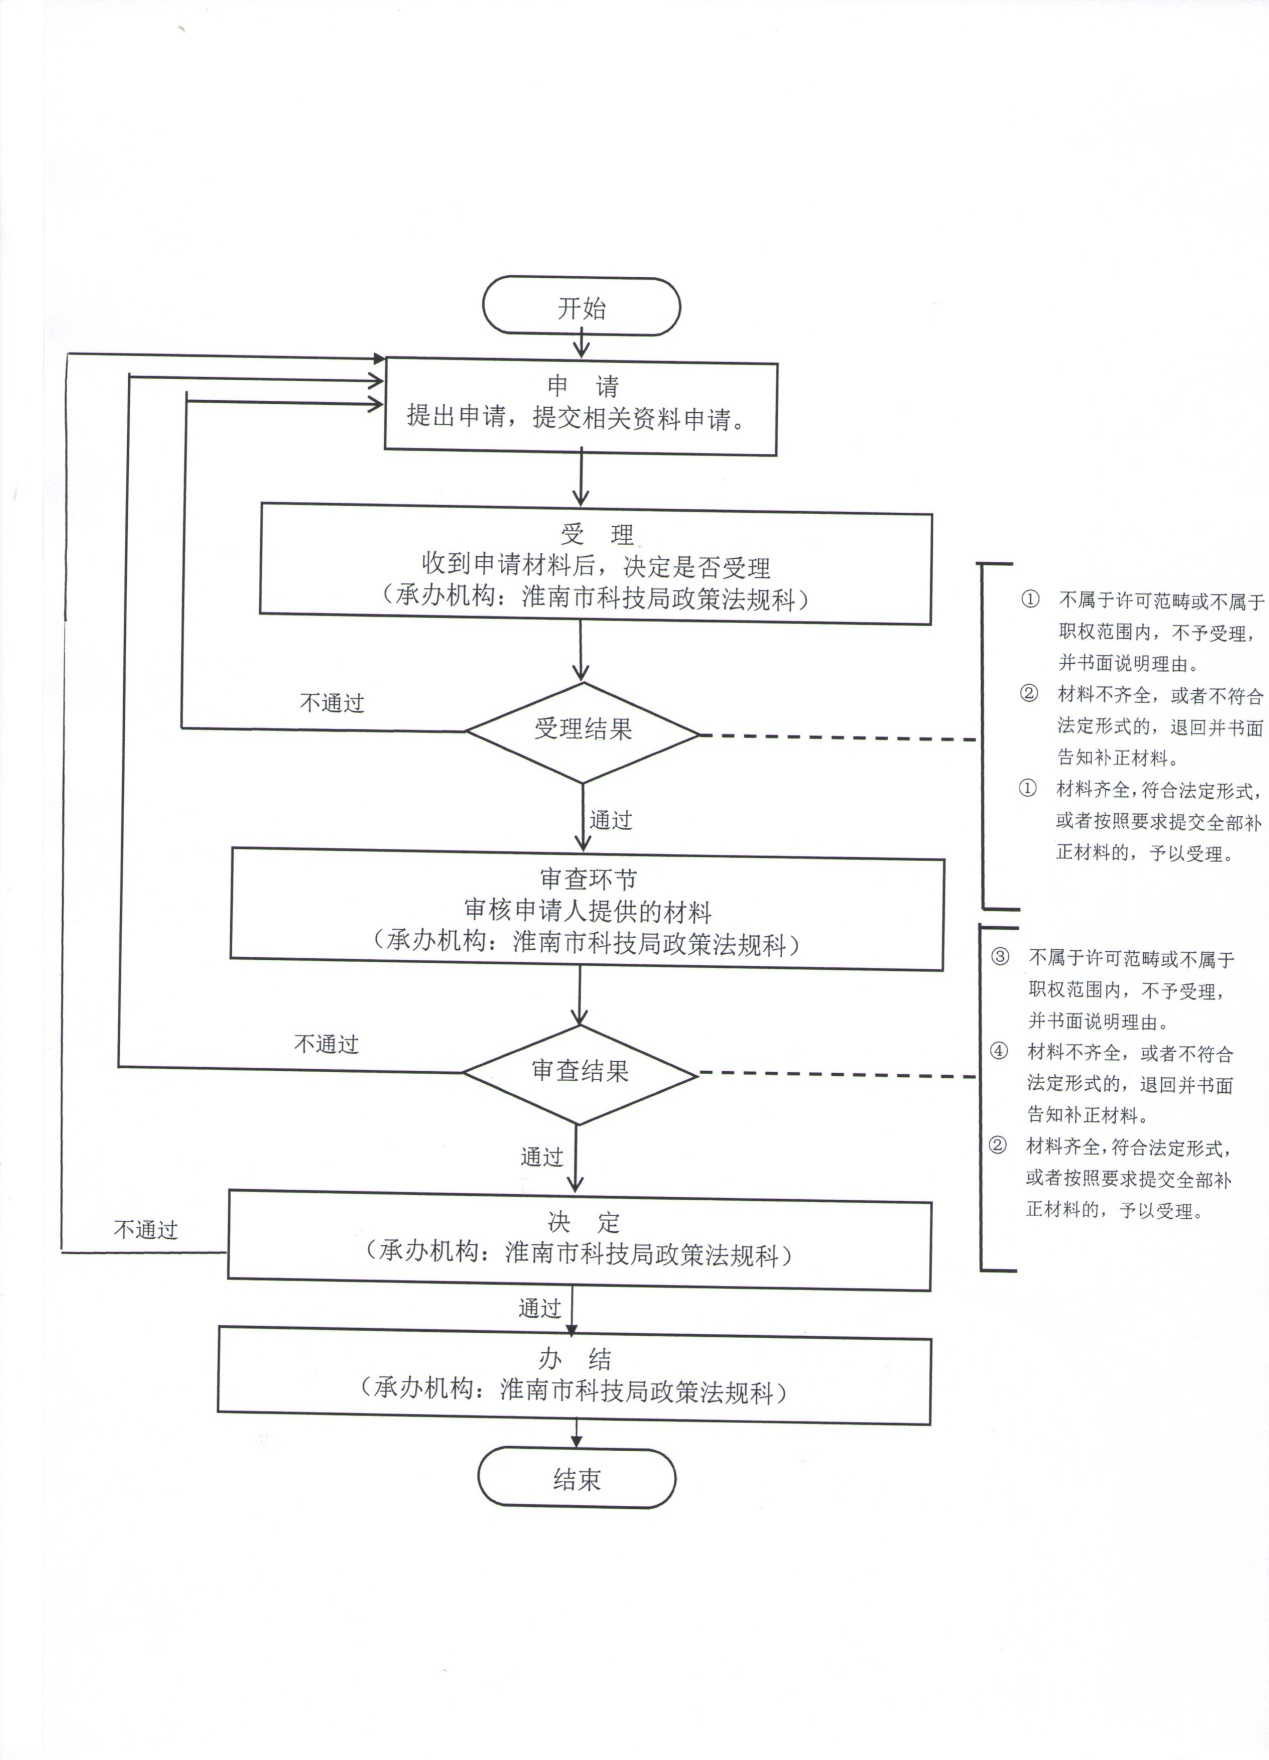 开始
申 请
提出申请，提交相关资料申请。
受 理
收到申请材料后，决定是否受理
（承办机构：淮南市科技局政策法规科）
不通过
受理结果
通过
① 不属于许可范畴或不属于
职权范围内，不予受理，
并书面说明理由。
② 材料不齐全，或者不符合
法定形式的，退回并书面
告知补正材料。
① 材料齐全，符合法定形式，
或者按照要求提交全部补
正材料的，予以受理。
审查环节
审核申请人提供的材料
（承办机构：淮南市科技局政策法规科）
不通过
审查结果
通过
③ 不属于许可范畴或不属于
职权范围内，不予受理，
并书面说明理由。
④ 材料不齐全，或者不符合
法定形式的，退回并书面
告知补正材料。
② 材料齐全，符合法定形式，
或者按照要求提交全部补
正材料的，予以受理。
决 定
（承办机构：淮南市科技局政策法规科）
不通过
通过
办 结
（承办机构：淮南市科技局政策法规科）
结束